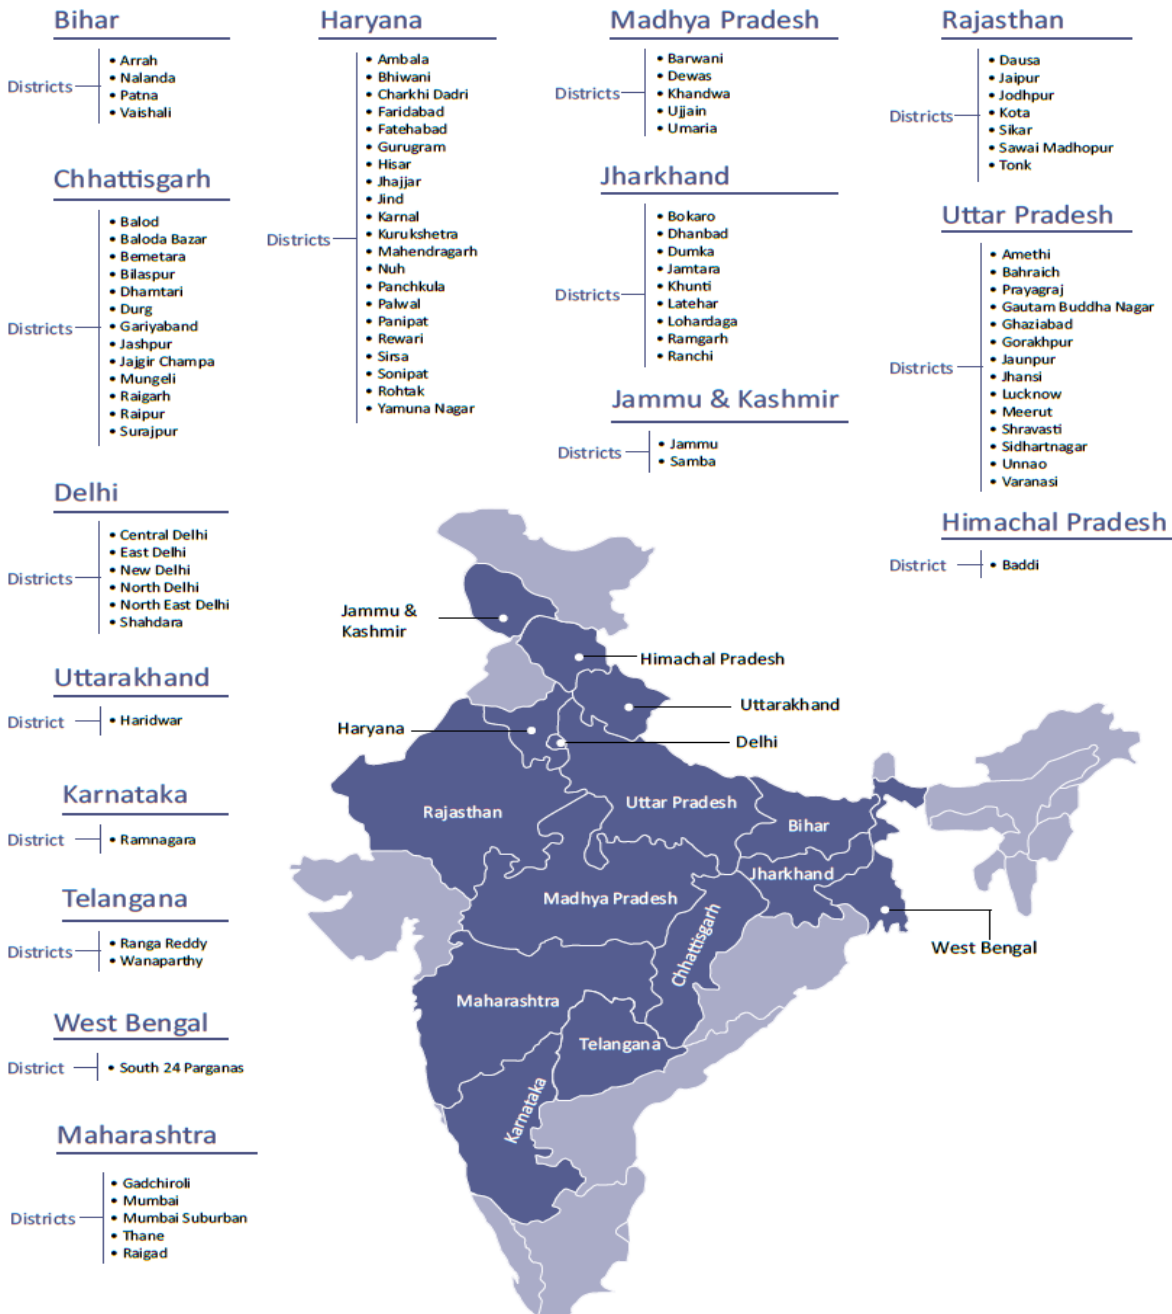 Bihar
Districts
• Arrah
• Nalanda
• Patna
• Vaishali
Chhattisgarh
Districts
• Balod
• Baloda Bazar
• Bemetara
• Bilaspur
• Dhamtari
• Durg
• Gariyaband
• Jashpur
• Jajgir Champa
• Mungeli
• Raigarh
• Raipur
• Surajpur
Delhi
Districts
• Central Delhi
• East Delhi
• New Delhi
• North Delhi
• North East Delhi
• Shahdara
Uttarakhand
District
• Haridwar
Karnataka
District
• Ramnagara
Telangana
Districts
• Ranga Reddy
• Wanaparthy
West Bengal
District
• South 24 Parganas
Maharashtra
Districts
• Gadchiroli
• Mumbai
• Mumbai Suburban
• Thane
• Raigad
Haryana
Districts
• Ambala
• Bhiwani
• Charkhi Dadri
• Faridabad
• Fatehabad
• Gurugram
• Hisar
• Jhajjar
• Jind
• Karnal
• Kurukshetra
• Mahendragarh
• Nuh
• Panchkula
• Palwal
• Panipat
• Rewari
• Sirsa
• Sonipat
• Rohtak
• Yamuna Nagar
Madhya Pradesh
Districts
• Barwani
• Dewas
• Khandwa
• Ujjain
• Umaria
Jharkhand
Districts
• Bokaro
• Dhanbad
• Dumka
• Jamtara
• Khunti
• Latehar
• Lohardaga
• Ramgarh
• Ranchi
Jammu & Kashmir
Districts
• Jammu
• Samba
Rajasthan
Districts
• Dausa
• Jaipur
• Jodhpur
• Kota
• Sikar
• Sawai Madhopur
• Tonk
Uttar Pradesh
Districts
• Amethi
• Bahraich
• Prayagraj
• Gautam Buddha Nagar
• Ghaziabad
• Gorakhpur
• Jaunpur
• Jhansi
• Lucknow
• Meerut
• Shravasti
• Sidhartnagar
• Unnao
• Varanasi
Himachal Pradesh
District
• Baddi
Jammu &
Kashmir
Himachal Pradesh
Uttarakhand
Haryana
Delhi
Rajasthan
Uttar Pradesh
Bihar
Jharkhand
Madhya Pradesh
Chhattisgarh
West Bengal
Maharashtra
Telangana
Karnataka